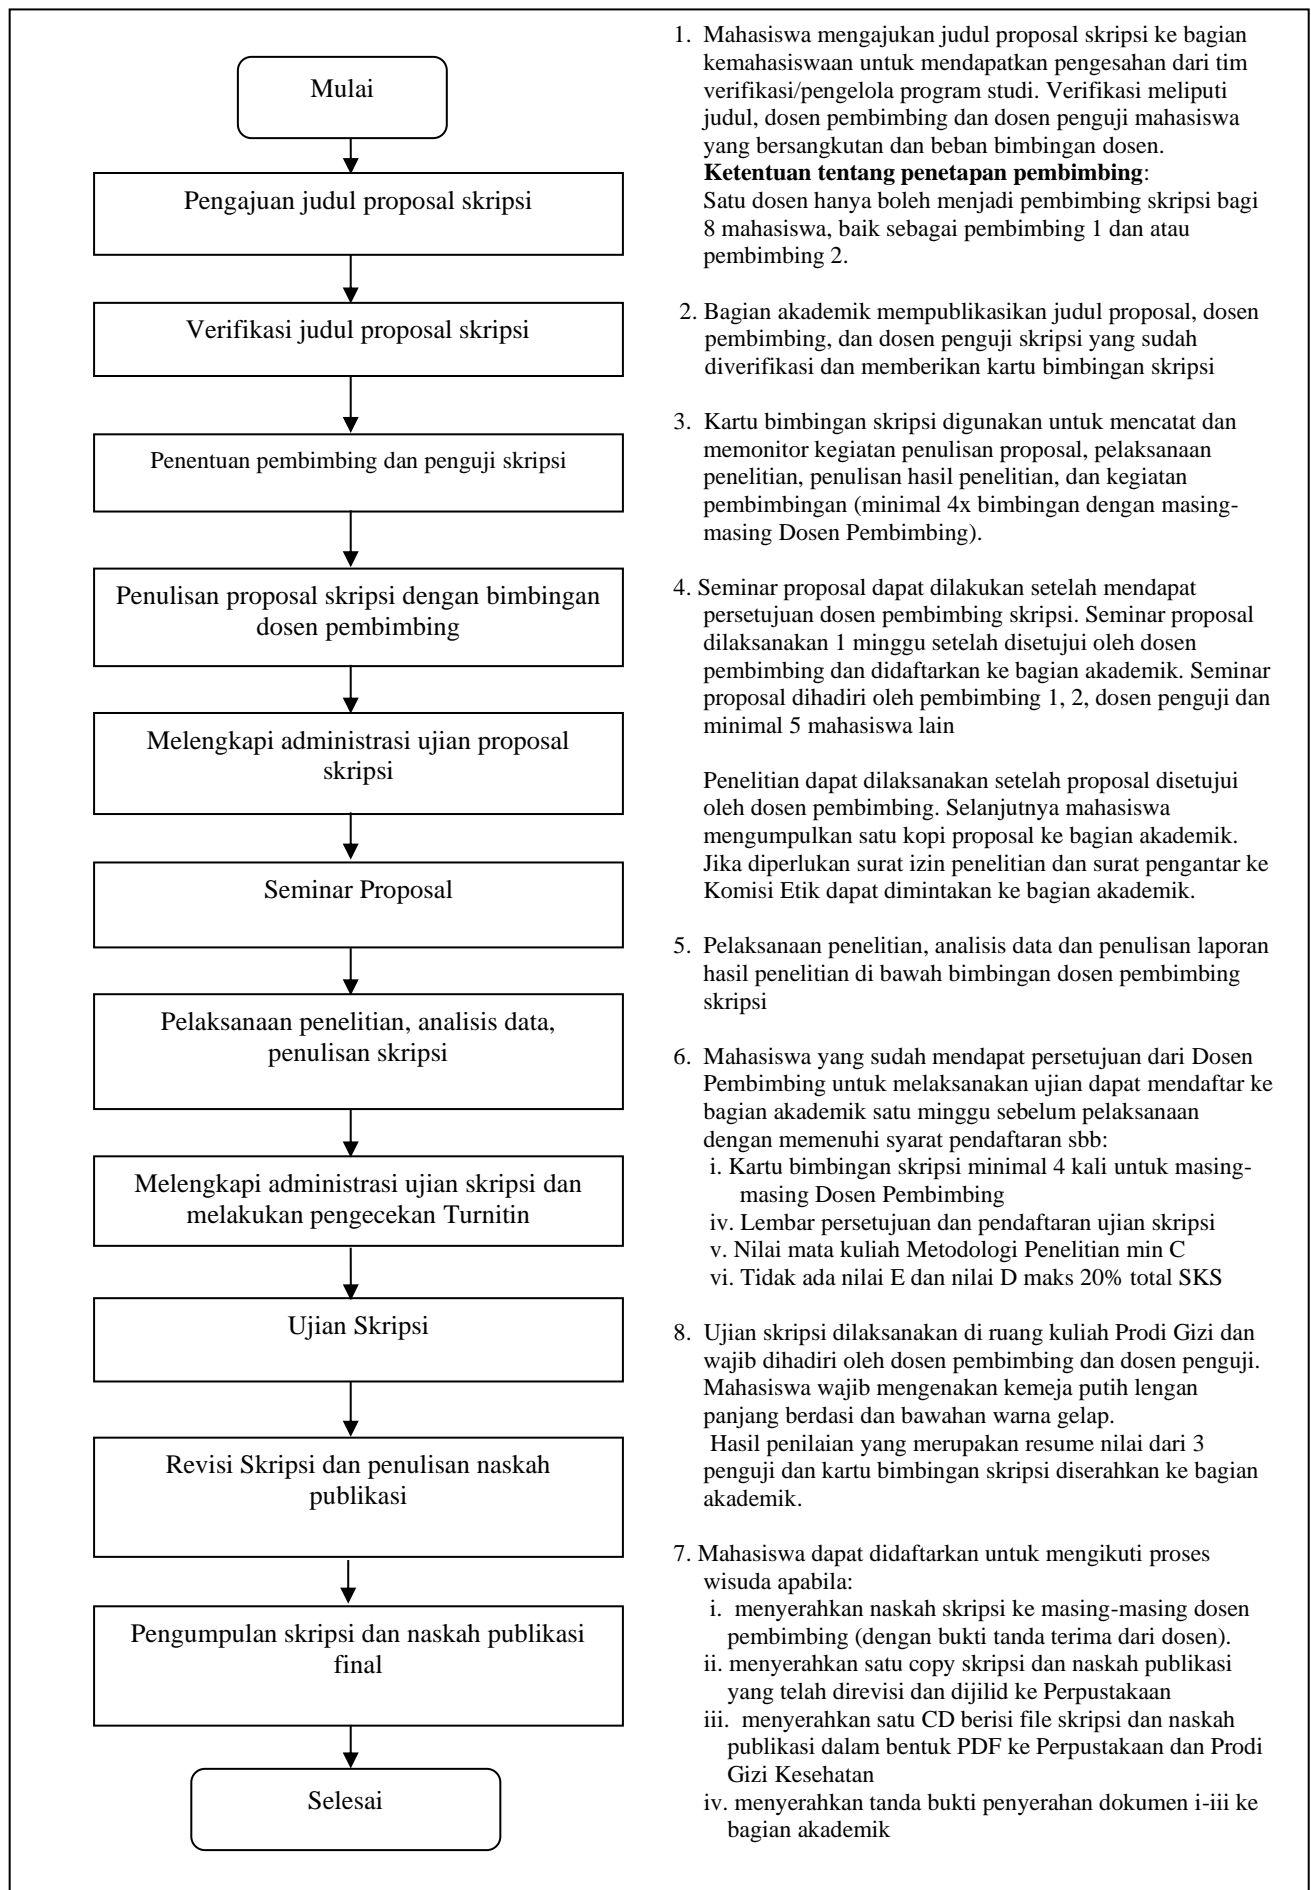 Mulai
Pengajuan judul proposal skripsi
Verifikasi judul proposal skripsi
Penentuan pembimbing dan penguji skripsi
Penulisan proposal skripsi dengan bimbingan
dosen pembimbing
Melengkapi administrasi ujian proposal
skripsi
Seminar Proposal
Pelaksanaan penelitian, analisis data,
penulisan skripsi
Melengkapi administrasi ujian skripsi dan
melakukan pengecekan Turnitin
Ujian Skripsi
Revisi Skripsi dan penulisan naskah
publikasi
Pengumpulan skripsi dan naskah publikasi
final
Selesai
1. Mahasiswa mengajukan judul proposal skripsi ke bagian
kemahasiswaan untuk mendapatkan pengesahan dari tim
verifikasi/pengelola program studi. Verifikasi meliputi
judul, dosen pembimbing dan dosen penguji mahasiswa
yang bersangkutan dan beban bimbingan dosen.
Ketentuan tentang penetapan pembimbing:
Satu dosen hanya boleh menjadi pembimbing skripsi bagi
8 mahasiswa, baik sebagai pembimbing 1 dan atau
pembimbing 2.
2. Bagian akademik mempublikasikan judul proposal, dosen
pembimbing, dan dosen penguji skripsi yang sudah
diverifikasi dan memberikan kartu bimbingan skripsi
3. Kartu bimbingan skripsi digunakan untuk mencatat dan
memonitor kegiatan penulisan proposal, pelaksanaan
penelitian, penulisan hasil penelitian, dan kegiatan
pembimbingan (minimal 4x bimbingan dengan masing-
masing Dosen Pembimbing).
4. Seminar proposal dapat dilakukan setelah mendapat
persetujuan dosen pembimbing skripsi. Seminar proposal
dilaksanakan 1 minggu setelah disetujui oleh dosen
pembimbing dan didaftarkan ke bagian akademik. Seminar
proposal dihadiri oleh pembimbing 1, 2, dosen penguji dan
minimal 5 mahasiswa lain
Penelitian dapat dilaksanakan setelah proposal disetujui
oleh dosen pembimbing. Selanjutnya mahasiswa
mengumpulkan satu kopi proposal ke bagian akademik.
Jika diperlukan surat izin penelitian dan surat pengantar ke
Komisi Etik dapat dimintakan ke bagian akademik.
5. Pelaksanaan penelitian, analisis data dan penulisan laporan
hasil penelitian di bawah bimbingan dosen pembimbing
skripsi
6. Mahasiswa yang sudah mendapat persetujuan dari Dosen
Pembimbing untuk melaksanakan ujian dapat mendaftar ke
bagian akademik satu minggu sebelum pelaksanaan
dengan memenuhi syarat pendaftaran sbb:
i. Kartu bimbingan skripsi minimal 4 kali untuk masing-
masing Dosen Pembimbing
iv. Lembar persetujuan dan pendaftaran ujian skripsi
v. Nilai mata kuliah Metodologi Penelitian min C
vi. Tidak ada nilai E dan nilai D maks 20% total SKS
8. Ujian skripsi dilaksanakan di ruang kuliah Prodi Gizi dan
wajib dihadiri oleh dosen pembimbing dan dosen penguji.
Mahasiswa wajib mengenakan kemeja putih lengan
panjang berdasi dan bawahan warna gelap.
Hasil penilaian yang merupakan resume nilai dari 3
penguji dan kartu bimbingan skripsi diserahkan ke bagian
akademik.
7. Mahasiswa dapat didaftarkan untuk mengikuti proses
wisuda apabila:
i. menyerahkan naskah skripsi ke masing-masing dosen
pembimbing (dengan bukti tanda terima dari dosen).
ii. menyerahkan satu copy skripsi dan naskah publikasi
yang telah direvisi dan dijilid ke Perpustakaan
iii. menyerahkan satu CD berisi file skripsi dan naskah
publikasi dalam bentuk PDF ke Perpustakaan dan Prodi
Gizi Kesehatan
iv. menyerahkan tanda bukti penyerahan dokumen i-iii ke
bagian akademik